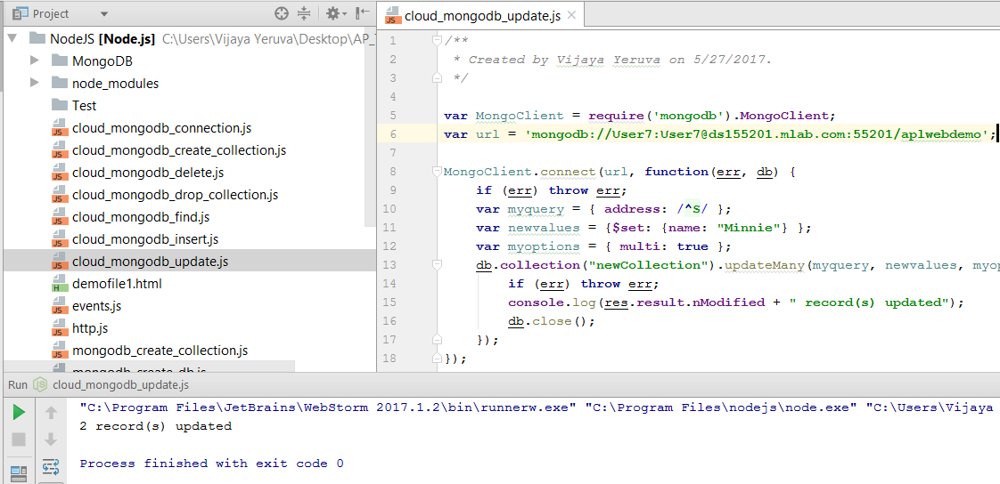 Project
cloud_mongodb_update.js
NodeJS [Node.js] C:\Users\Vijaya Yeruva\Desktop\AP_
MongoDB
node_modules
Test
cloud_mongodb_connection.js
cloud_mongodb_create_collection.js
cloud_mongodb_delete.js
cloud_mongodb_drop_collection.js
cloud_mongodb_find.js
cloud_mongodb_insert.js
cloud_mongodb_update.js
demofile1.html
events.js
http.js
mongodb_create_collection.js
mongodb_create_db.js
1 /**
2 * Created by Vijaya Yeruva on 5/27/2017.
3 */
4
5 var MongoClient = require('mongodb').MongoClient;
6 var url = 'mongodb://User7:User7@ds155201.mlab.com:55201/aplwebdemo';
7
8 MongoClient.connect(url, function(err, db) {
9 if (err) throw err;
10 var myquery = { address: /^S/ };
11 var newvalues = {$set: {name: "Minnie"} };
12 var myoptions = { multi: true };
13 db.collection("newCollection").updateMany(myquery, newvalues, myop
14 if (err) throw err;
15 console.log(res.result.nModified + " record(s) updated");
16 db.close();
17 });
18 });
Run cloud_mongodb_update.js
"C:\Program Files\JetBrains\WebStorm 2017.1.2\bin\runnerw.exe" "C:\Program Files\nodejs\node.exe" "C:\Users\Vijaya
2 record(s) updated
Process finished with exit code 0